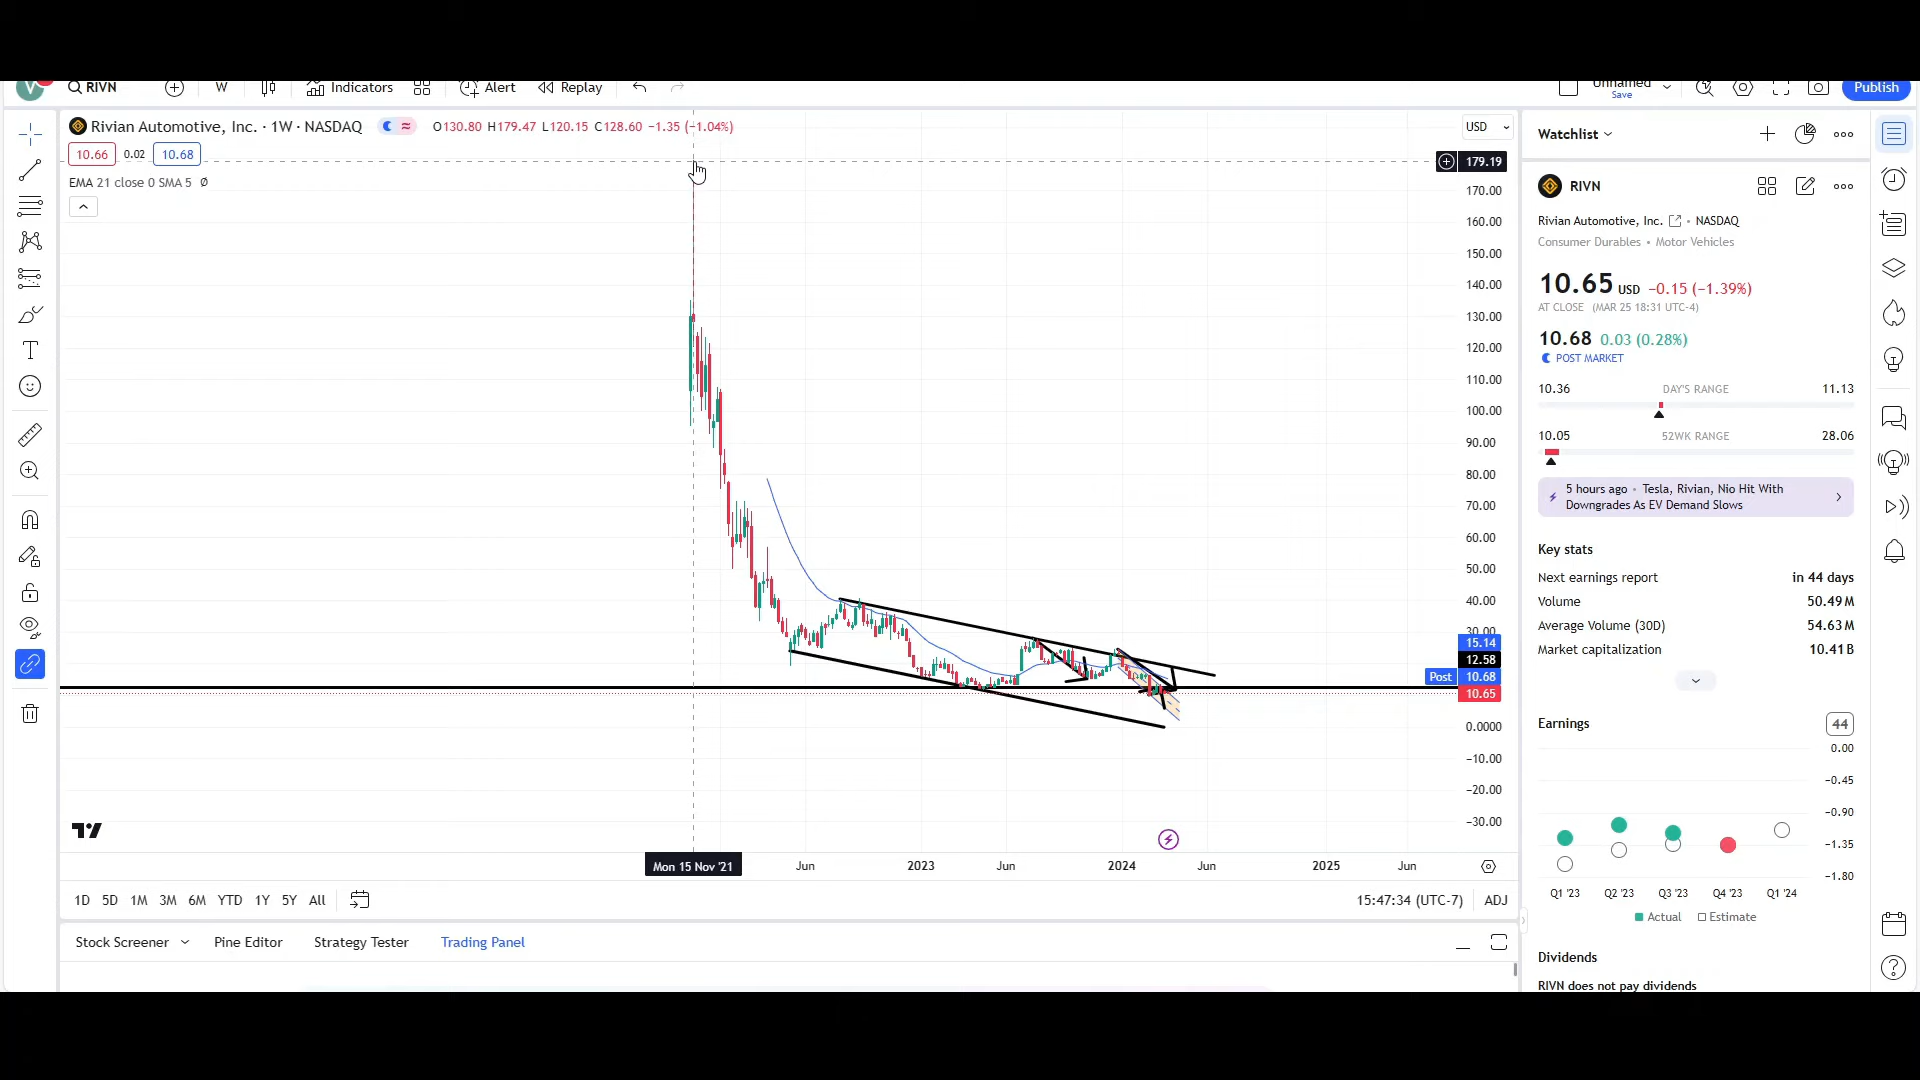 V RIVN W Indicators Alert Replay Unnamed Save Publish
Rivian Automotive, Inc. · 1W · NASDAQ O130.80 H179.47 L120.15 C128.60 −1.35 (−1.04%) USD
10.66 0.02 10.68
EMA 21 close 0 SMA 5 Ø
179.19
170.00
160.00
150.00
140.00
130.00
120.00
110.00
100.00
90.00
80.00
70.00
60.00
50.00
40.00
30.00
15.14
12.58
Post 10.68
10.65
0.0000
−10.00
−20.00
−30.00
Mon 15 Nov '21 Jun 2023 Jun 2024 Jun 2025 Jun
1D 5D 1M 3M 6M YTD 1Y 5Y All 15:47:34 (UTC-7) ADJ
Stock Screener Pine Editor Strategy Tester Trading Panel
Watchlist
RIVN
Rivian Automotive, Inc. • NASDAQ
Consumer Durables • Motor Vehicles
10.65 USD −0.15 (−1.39%)
AT CLOSE (MAR 25 18:31 UTC-4)
10.68 0.03 (0.28%)
POST MARKET
10.36 DAY'S RANGE 11.13
10.05 52WK RANGE 28.06
5 hours ago • Tesla, Rivian, Nio Hit With
Downgrades As EV Demand Slows
Key stats
Next earnings report in 44 days
Volume 50.49M
Average Volume (30D) 54.63M
Market capitalization 10.41B
Earnings 44
0.00
−0.45
−0.90
−1.35
−1.80
Q1 '23 Q2 '23 Q3 '23 Q4 '23 Q1 '24
Actual Estimate
Dividends
RIVN does not pay dividends